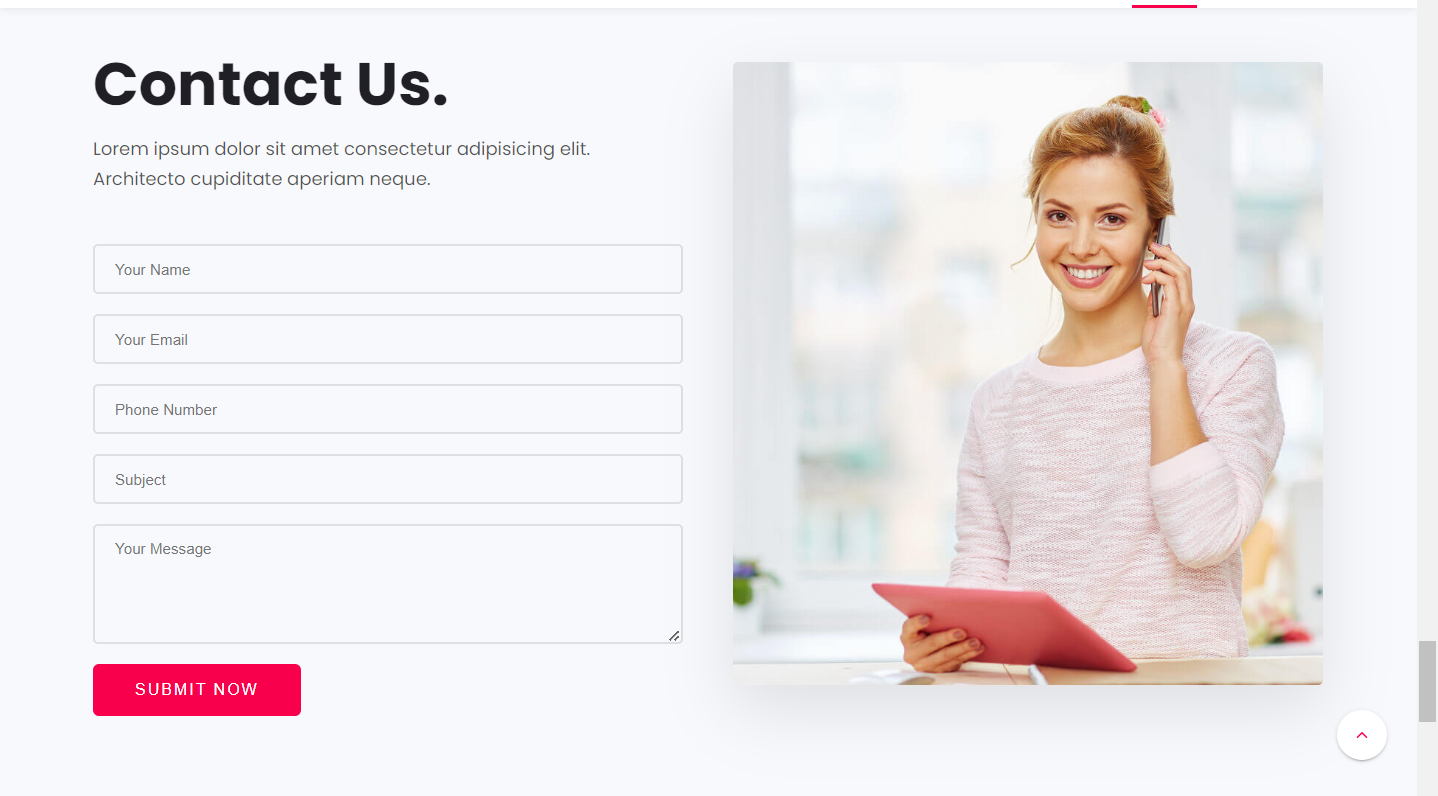 Contact Us.
Lorem ipsum dolor sit amet consectetur adipisicing elit.
Architecto cupiditate aperiam neque.
Your Name
Your Email
Phone Number
Subject
Your Message
SUBMIT NOW